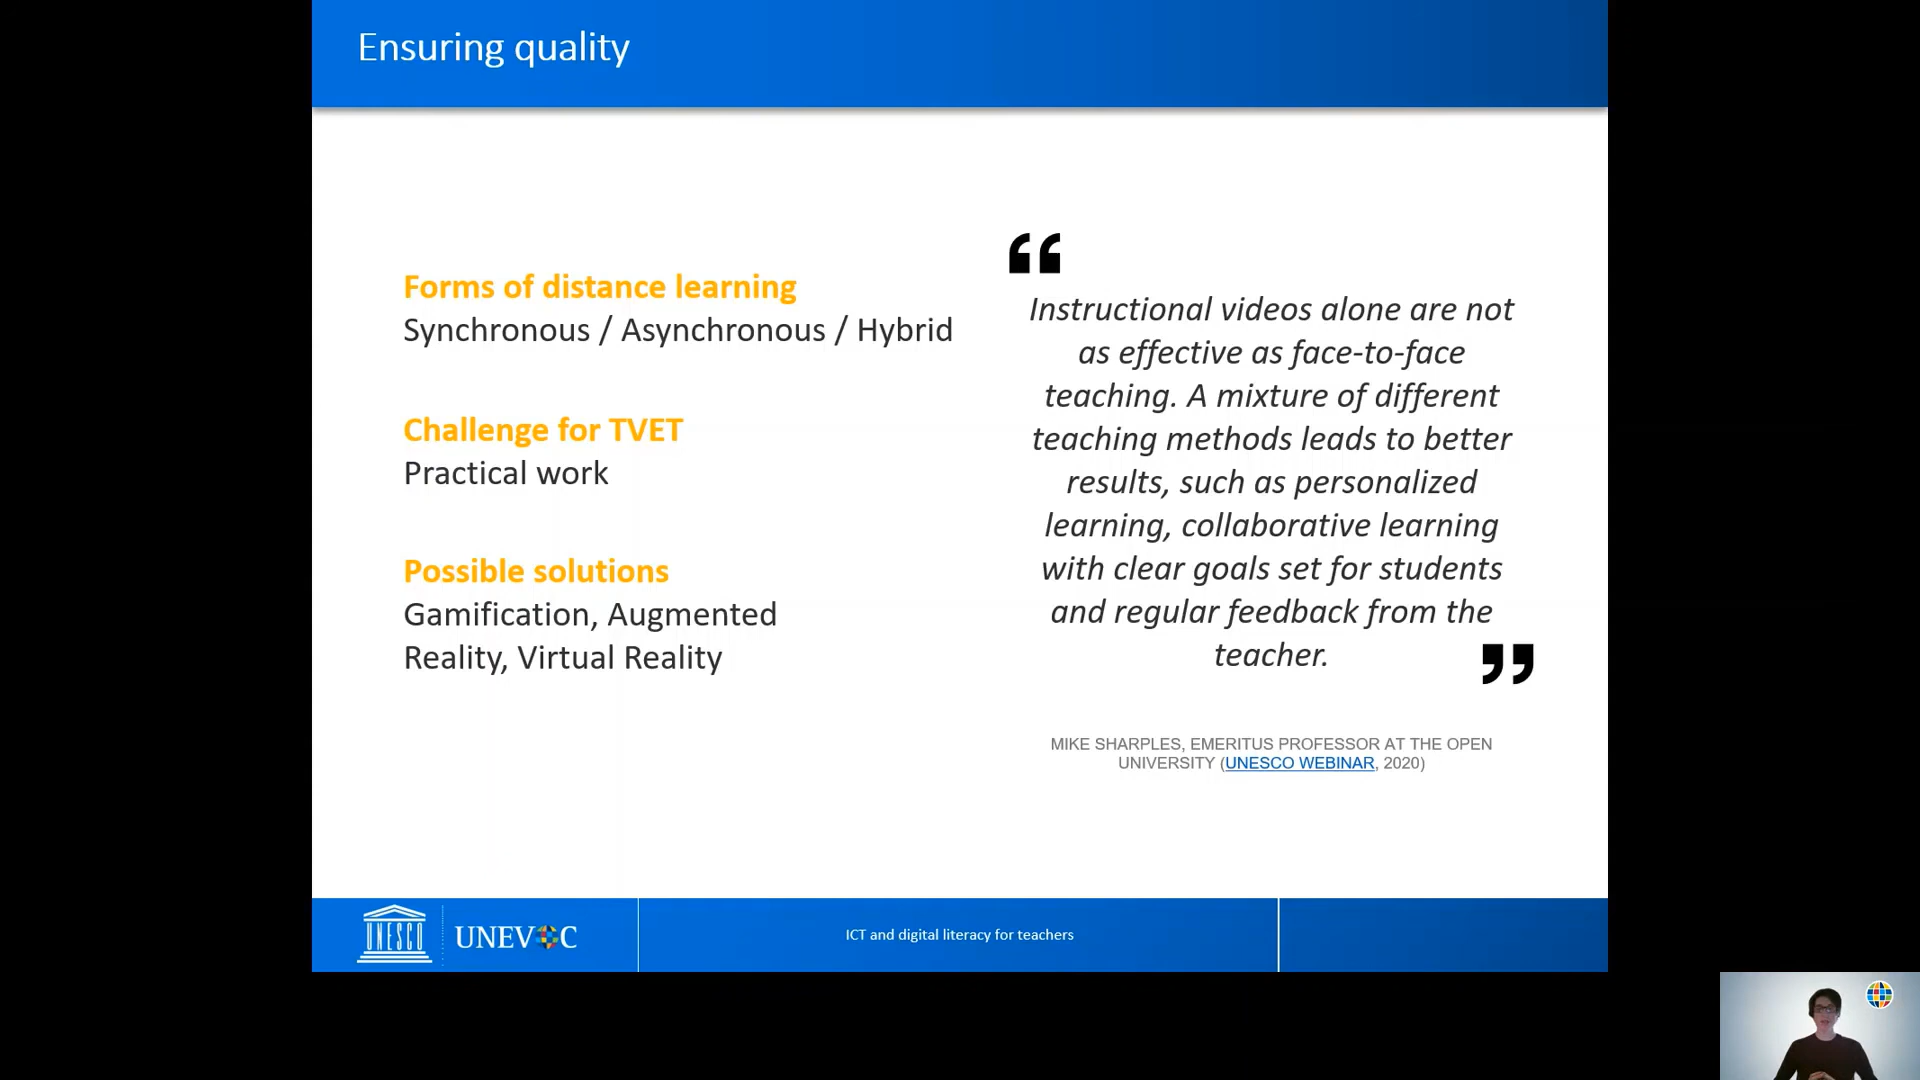 Ensuring quality
Forms of distance learning
Synchronous / Asynchronous / Hybrid
Challenge for TVET
Practical work
Possible solutions
Gamification, Augmented
Reality, Virtual Reality
“
Instructional videos alone are not
as effective as face-to-face
teaching. A mixture of different
teaching methods leads to better
results, such as personalized
learning, collaborative learning
with clear goals set for students
and regular feedback from the
teacher.
”
MIKE SHARPLES, EMERITUS PROFESSOR AT THE OPEN
UNIVERSITY (UNESCO WEBINAR, 2020)
UNESCO
UNEVOC
ICT and digital literacy for teachers